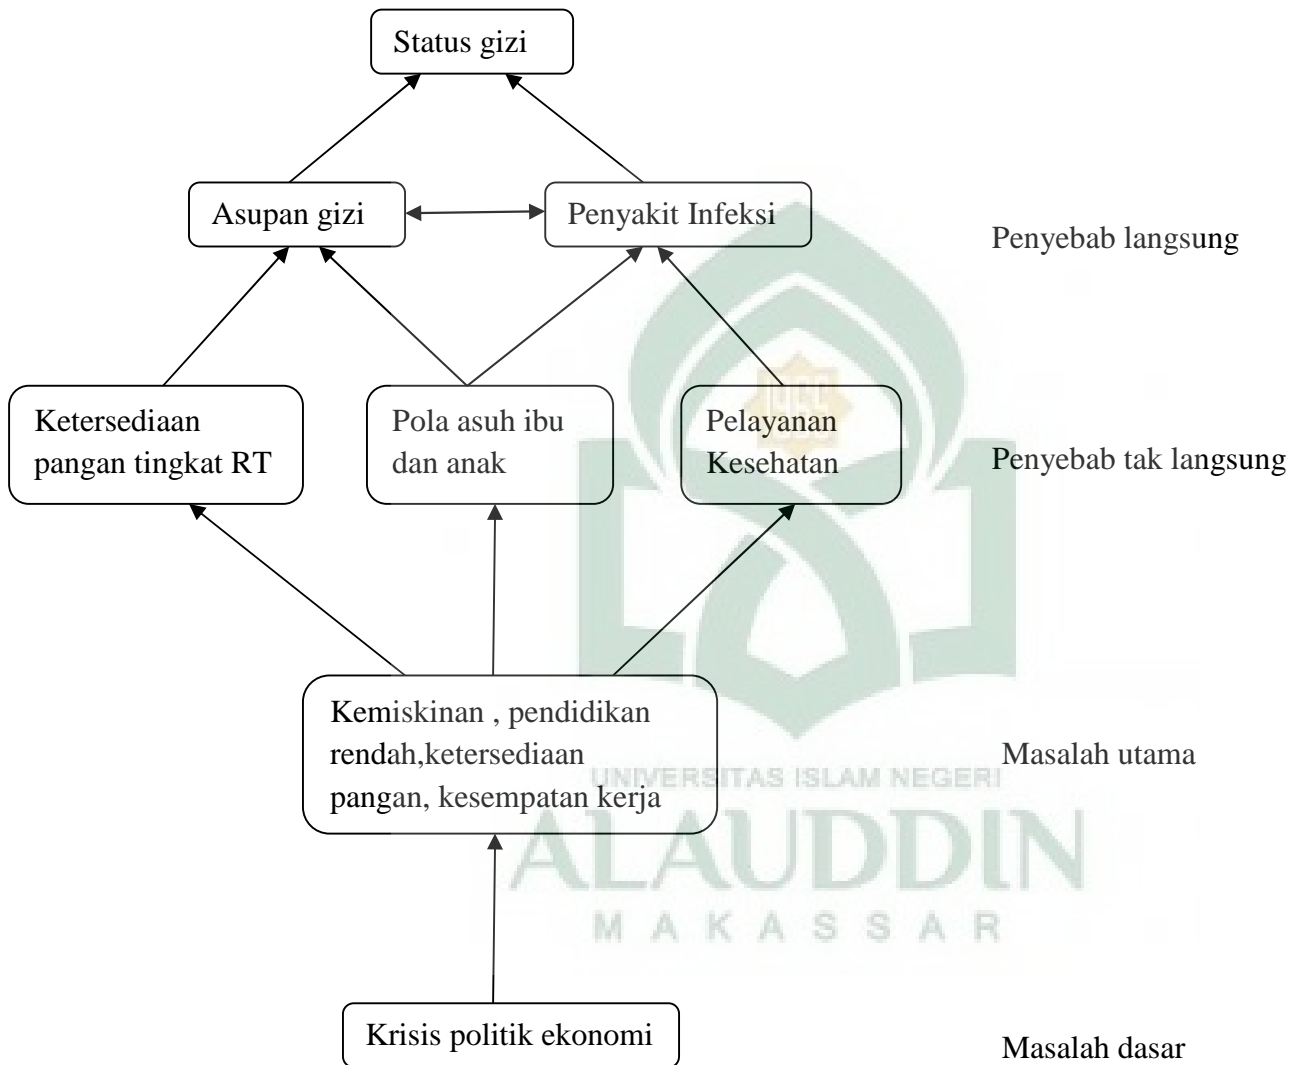 Status gizi
Asupan gizi
Penyakit Infeksi
Penyebab langsung
Ketersediaan
pangan tingkat RT
Pola asuh ibu
dan anak
Pelayanan
Kesehatan
Penyebab tak langsung
Kemiskinan , pendidikan
rendah,ketersediaan
pangan, kesempatan kerja
Masalah utama
UNIVERSITAS ISLAM NEGERI
ALAUDDIN
MAKASSAR
Krisis politik ekonomi
Masalah dasar